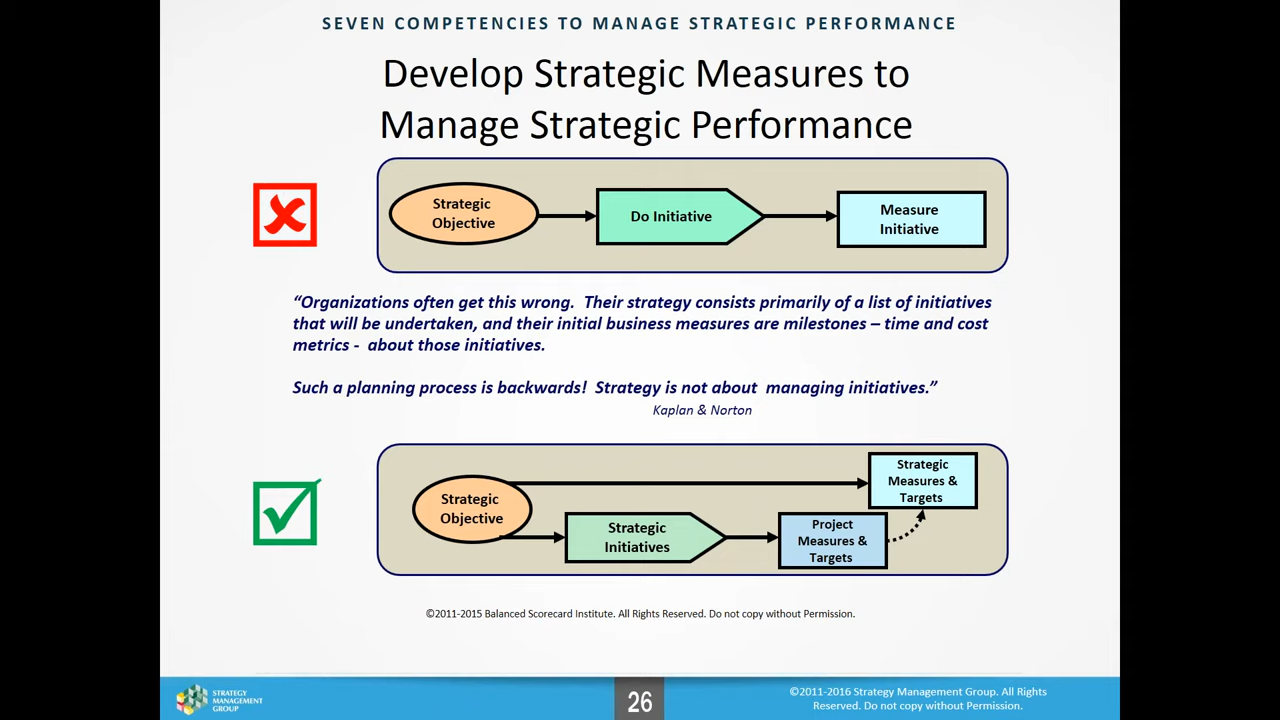 SEVEN COMPETENCIES TO MANAGE STRATEGIC PERFORMANCE
Develop Strategic Measures to
Manage Strategic Performance
Strategic
Objective
Do Initiative
Measure
Initiative
“Organizations often get this wrong.  Their strategy consists primarily of a list of initiatives
that will be undertaken, and their initial business measures are milestones – time and cost
metrics -  about those initiatives.
Such a planning process is backwards!  Strategy is not about  managing initiatives.”
Kaplan & Norton
Strategic
Objective
Strategic
Initiatives
Project
Measures &
Targets
Strategic
Measures &
Targets
©2011-2015 Balanced Scorecard Institute. All Rights Reserved. Do not copy without Permission.
STRATEGY
MANAGEMENT
GROUP
26
©2011-2016 Strategy Management Group. All Rights
Reserved. Do not copy without Permission.